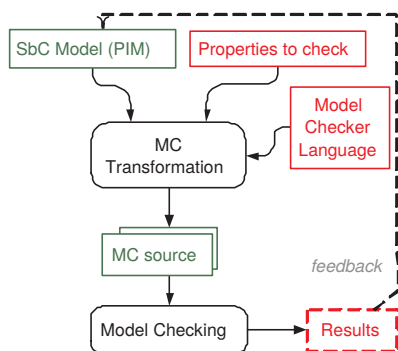 SbC Model (PIM)
Properties to check
Model
Checker
Language
MC
Transformation
MC source
feedback
Model Checking
Results